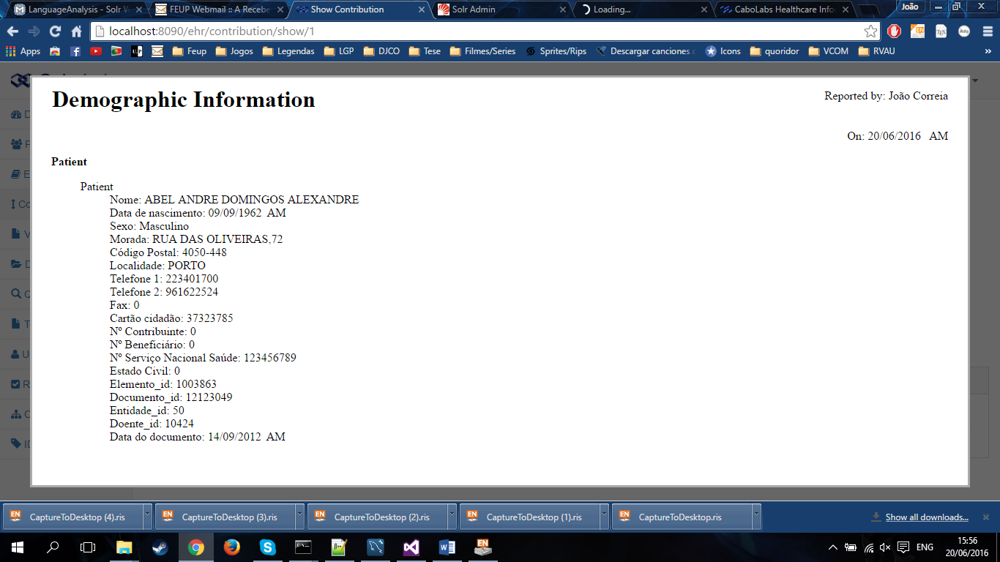 LanguageAnalysis - Solr W
FEUP Webmail :: A Recebe
Show Contribution
Solr Admin
Loading...
CaboLabs Healthcare Info
João
localhost:8090/ehr/contribution/show/1
Apps
Feup
Jogos
Legendas
LGP
DJCO
Tese
Filmes/Series
Sprites/Rips
Descargar canciones
Icons
quoridor
VCOM
RVAU
»
Demographic Information
Reported by: João Correia
On: 20/06/2016 AM
Patient
Patient
Nome: ABEL ANDRE DOMINGOS ALEXANDRE
Data de nascimento: 09/09/1962 AM
Sexo: Masculino
Morada: RUA DAS OLIVEIRAS,72
Código Postal: 4050-448
Localidade: PORTO
Telefone 1: 223401700
Telefone 2: 961622524
Fax: 0
Cartão cidadão: 37323785
Nº Contribuinte: 0
Nº Beneficiário: 0
Nº Serviço Nacional Saúde: 123456789
Estado Civil: 0
Elemento_id: 1003863
Documento_id: 12123049
Entidade_id: 50
Doente_id: 10424
Data do documento: 14/09/2012 AM
CaptureToDesktop (4).ris
CaptureToDesktop (3).ris
CaptureToDesktop (2).ris
CaptureToDesktop (1).ris
CaptureToDesktop.ris
Show all downloads...
ENG
15:56
20/06/2016